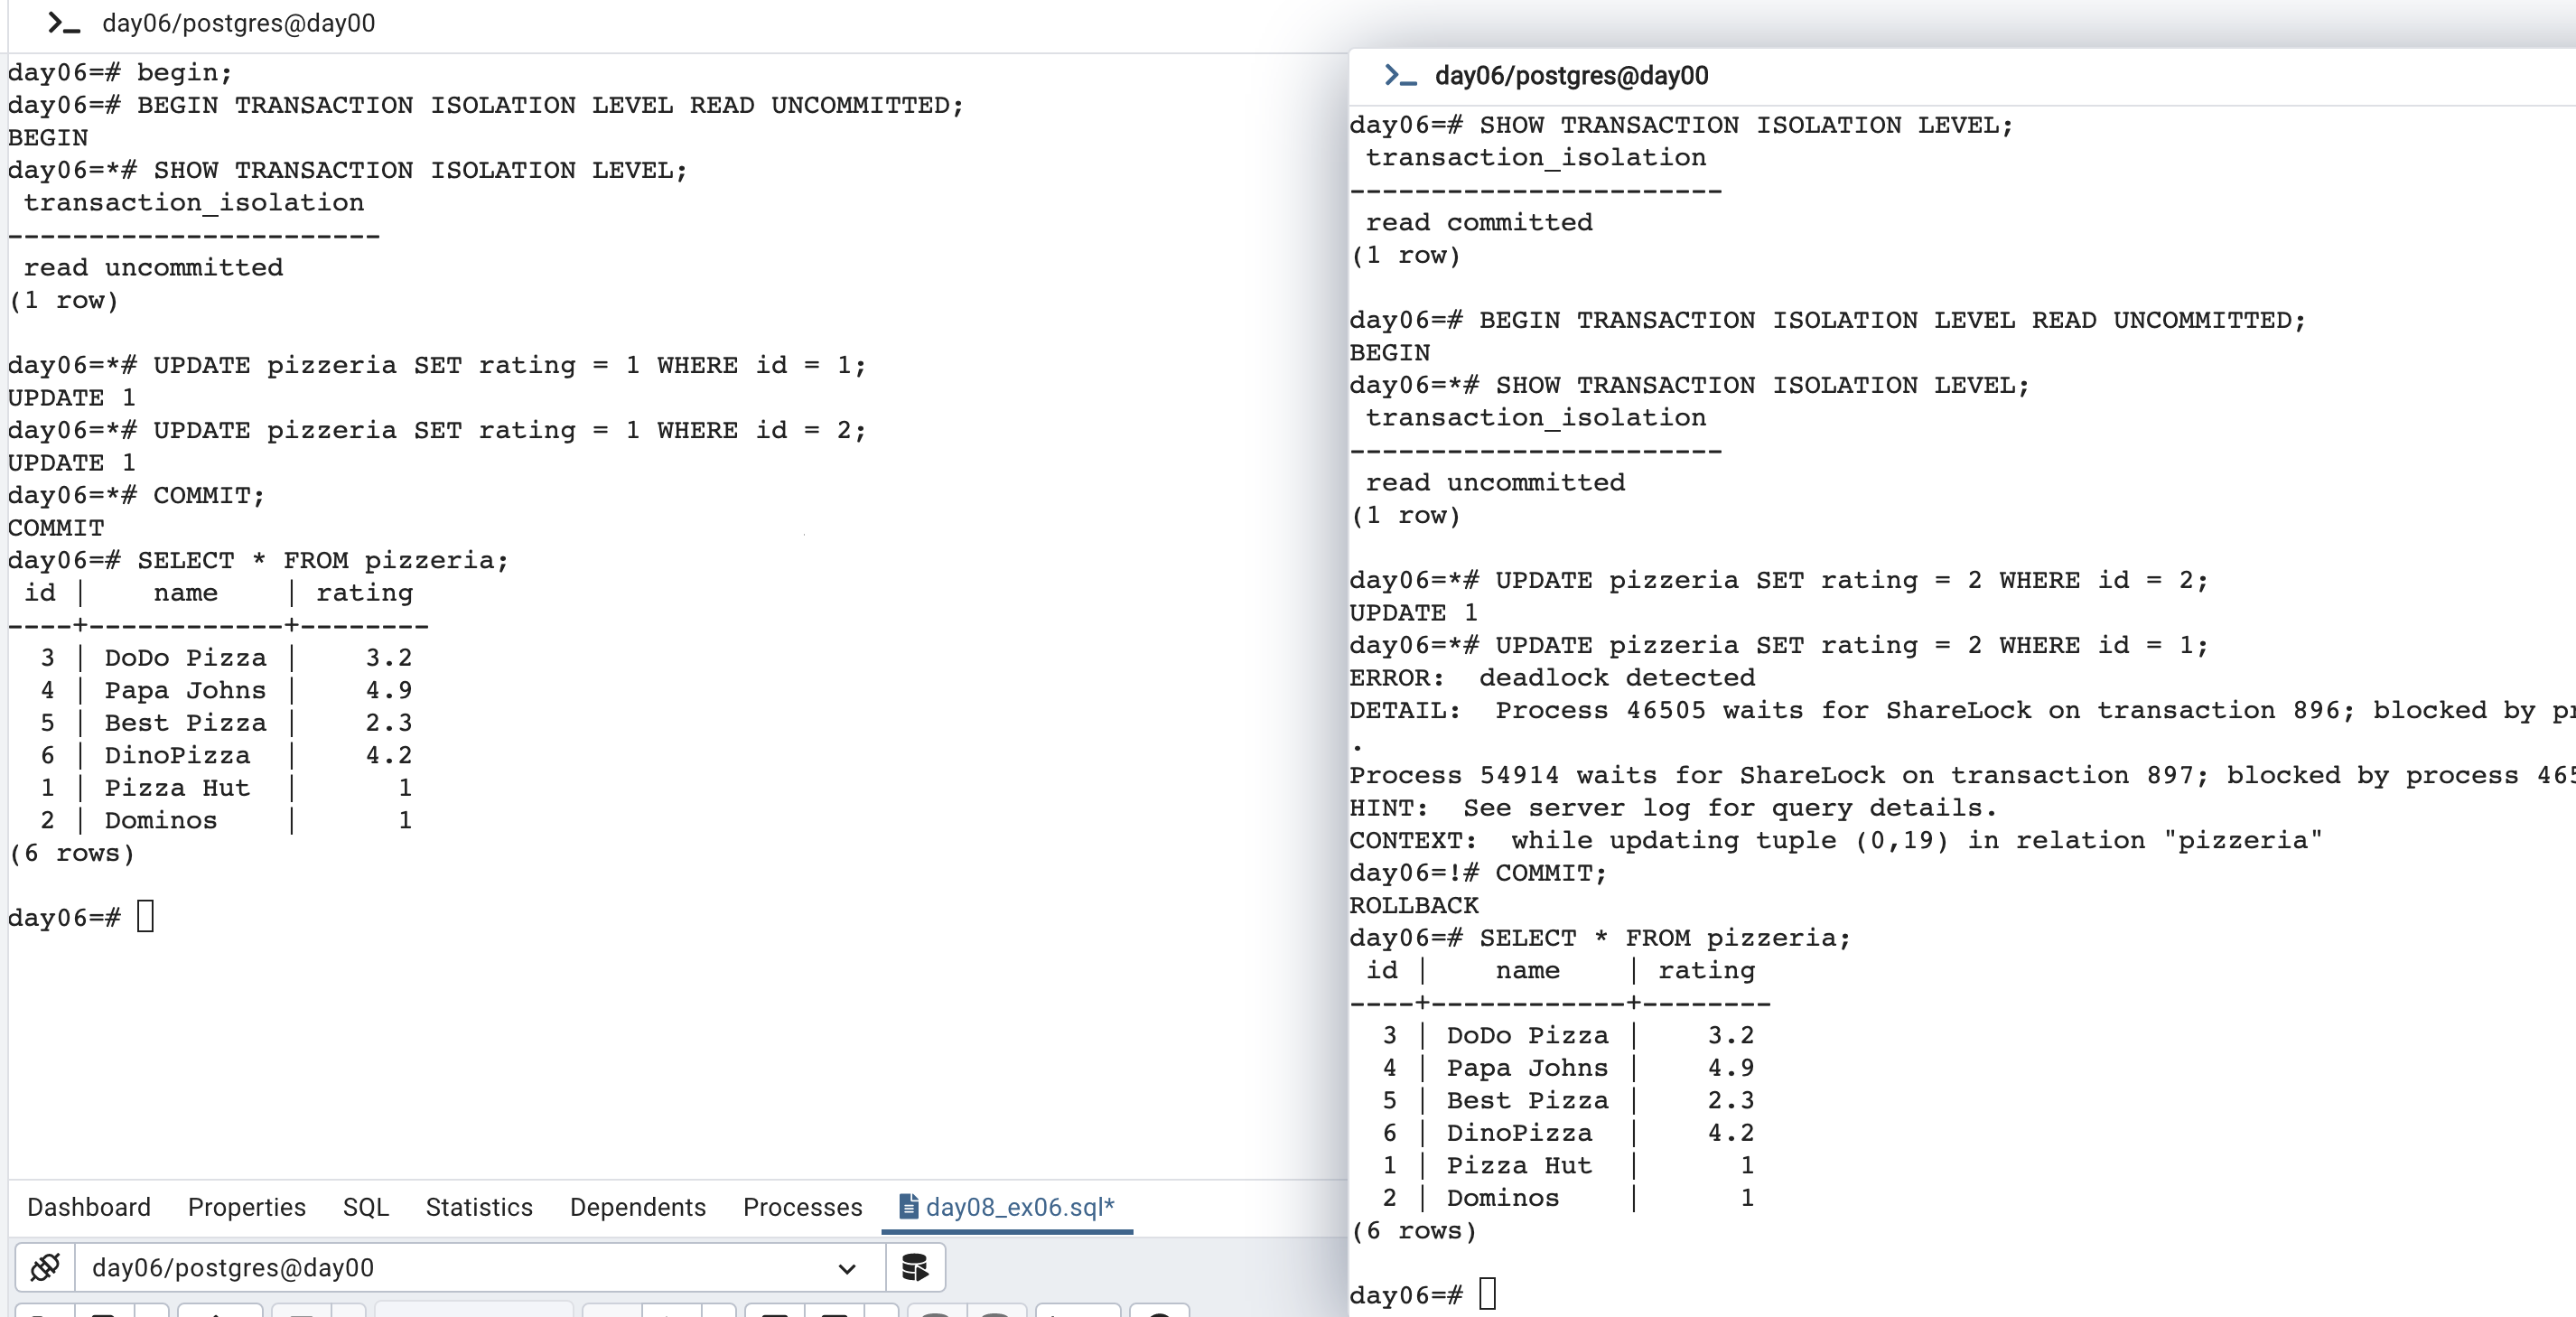 day06/postgres@day00
day06=# begin;
day06=# BEGIN TRANSACTION ISOLATION LEVEL READ UNCOMMITTED;
BEGIN
day06=*# SHOW TRANSACTION ISOLATION LEVEL;
 transaction_isolation
-----------------------
 read uncommitted
(1 row)

day06=*# UPDATE pizzeria SET rating = 1 WHERE id = 1;
UPDATE 1
day06=*# UPDATE pizzeria SET rating = 1 WHERE id = 2;
UPDATE 1
day06=*# COMMIT;
COMMIT
day06=# SELECT * FROM pizzeria;
 id |    name    | rating
----+------------+--------
  3 | DoDo Pizza |    3.2
  4 | Papa Johns |    4.9
  5 | Best Pizza |    2.3
  6 | DinoPizza  |    4.2
  1 | Pizza Hut  |      1
  2 | Dominos    |      1
(6 rows)

day06=#
Dashboard Properties SQL Statistics Dependents Processes day08_ex06.sql*
day06/postgres@day00
day06/postgres@day00
day06=# SHOW TRANSACTION ISOLATION LEVEL;
 transaction_isolation
-----------------------
 read committed
(1 row)

day06=# BEGIN TRANSACTION ISOLATION LEVEL READ UNCOMMITTED;
BEGIN
day06=*# SHOW TRANSACTION ISOLATION LEVEL;
 transaction_isolation
-----------------------
 read uncommitted
(1 row)

day06=*# UPDATE pizzeria SET rating = 2 WHERE id = 2;
UPDATE 1
day06=*# UPDATE pizzeria SET rating = 2 WHERE id = 1;
ERROR:  deadlock detected
DETAIL:  Process 46505 waits for ShareLock on transaction 896; blocked by
.
Process 54914 waits for ShareLock on transaction 897; blocked by process
HINT:  See server log for query details.
CONTEXT:  while updating tuple (0,19) in relation "pizzeria"
day06=!# COMMIT;
ROLLBACK
day06=# SELECT * FROM pizzeria;
 id |    name    | rating
----+------------+--------
  3 | DoDo Pizza |    3.2
  4 | Papa Johns |    4.9
  5 | Best Pizza |    2.3
  6 | DinoPizza  |    4.2
  1 | Pizza Hut  |      1
  2 | Dominos    |      1
(6 rows)

day06=#